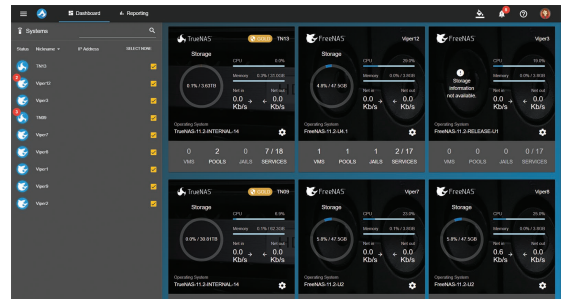 Dashboard
Reporting
Systems
Status
Nickname
IP Address
SELECT NONE
TN13
Viper12
Viper3
TN09
Viper7
Viper8
Viper1
Viper9
Viper2
TrueNAS
TN13
Storage
0.1% / 3.63TB
CPU
0.0%
Memory
Net in
0.0 Kb/s
Net out
0.0 Kb/s
Operating System
TrueNAS-11.2-INTERNAL-14
0 VMS
2 POOLS
0 JAILS
7 / 18 SERVICES
FreeNAS
Viper12
Storage
4.8% / 47.5GB
CPU
Memory
Net in
0.0 Kb/s
Net out
0.0 Kb/s
Operating System
1 VMS
1 POOLS
1 JAILS
2 / 17 SERVICES
FreeNAS
Viper3
Storage information not available.
CPU
Memory
Net in
0.0 Kb/s
Net out
0.0 Kb/s
Operating System
FreeNAS-11.2-RELEASE-U1
0 VMS
0 POOLS
0 JAILS
0 / 17 SERVICES
TrueNAS
TN09
Storage
CPU
Memory
Net in
0.0 Kb/s
Net out
0.0 Kb/s
Operating System
TrueNAS-11.2-INTERNAL-14
FreeNAS
Viper7
Storage
5.8% / 47.5GB
CPU
Memory
Net in
0.0 Kb/s
Net out
0.0 Kb/s
Operating System
FreeNAS-11.2-U2
FreeNAS
Viper8
Storage
5.8% / 47.5GB
CPU
Memory
Net in
0.6 Kb/s
Net out
0.0 Kb/s
Operating System
FreeNAS-11.2-U2